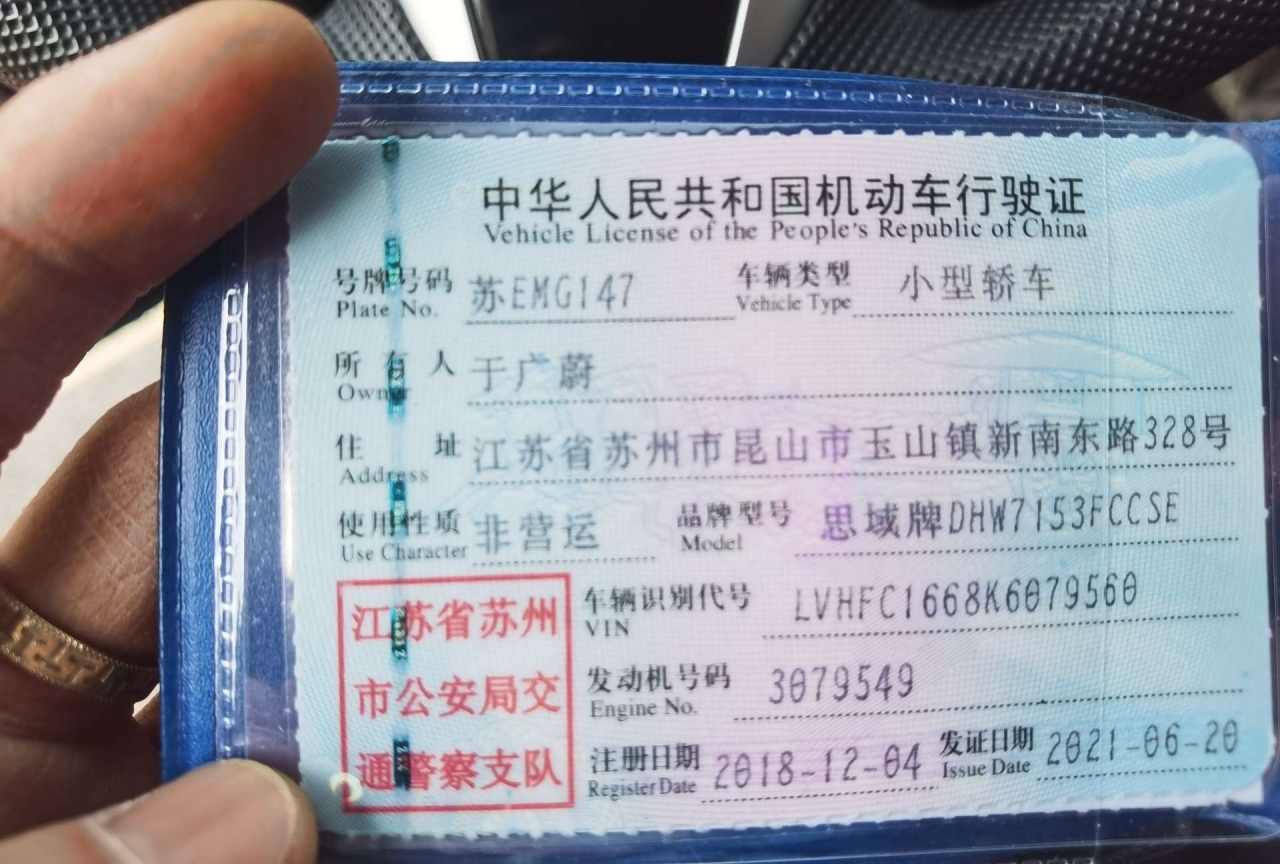 中华人民共和国机动车行驶证
Vehicle License of the People's Republic of China
号牌号码 苏EMG147 车辆类型 小型轿车
Plate No. Vehicle Type
所有人 于广蔚
Owner
住址 江苏省苏州市昆山市玉山镇新南东路328号
Address
使用性质 非营运 品牌型号 思域牌DHW7153FCCSE
Use Character Model
车辆识别代号 LVHFC1668K6079560
VIN
发动机号码 3079549
Engine No.
注册日期 2018-12-04 发证日期 2021-06-20
Register Date Issue Date
江苏省苏州
市公安局交
通警察支队